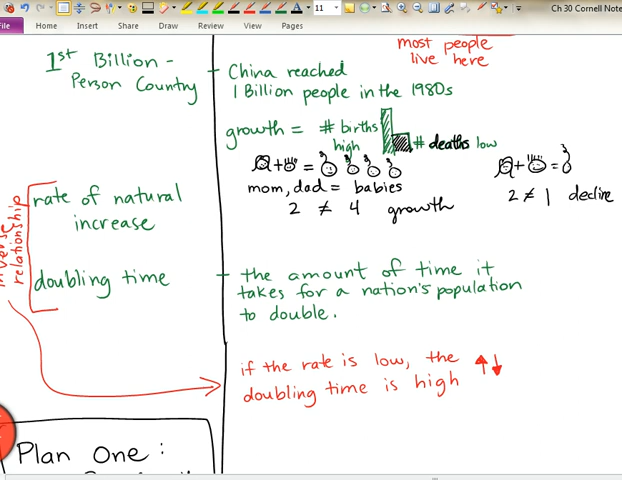 11
Ch 30 Cornell Note
File
Home
Insert
Draw
Review
View
Pages
most people
live here
1st Billion -
Person Country
China reached
1 Billion people in the 1980s
growth = # births
high
# deaths low
+ =
+ =
mom, dad = babies
2 ≠ 4 growth
2 ≠ 1 decline
rate of natural
increase
inverse
relationship
doubling time
the amount of time it
takes for a nation's population
to double.
if the rate is low, the
doubling time is high
Plan One: